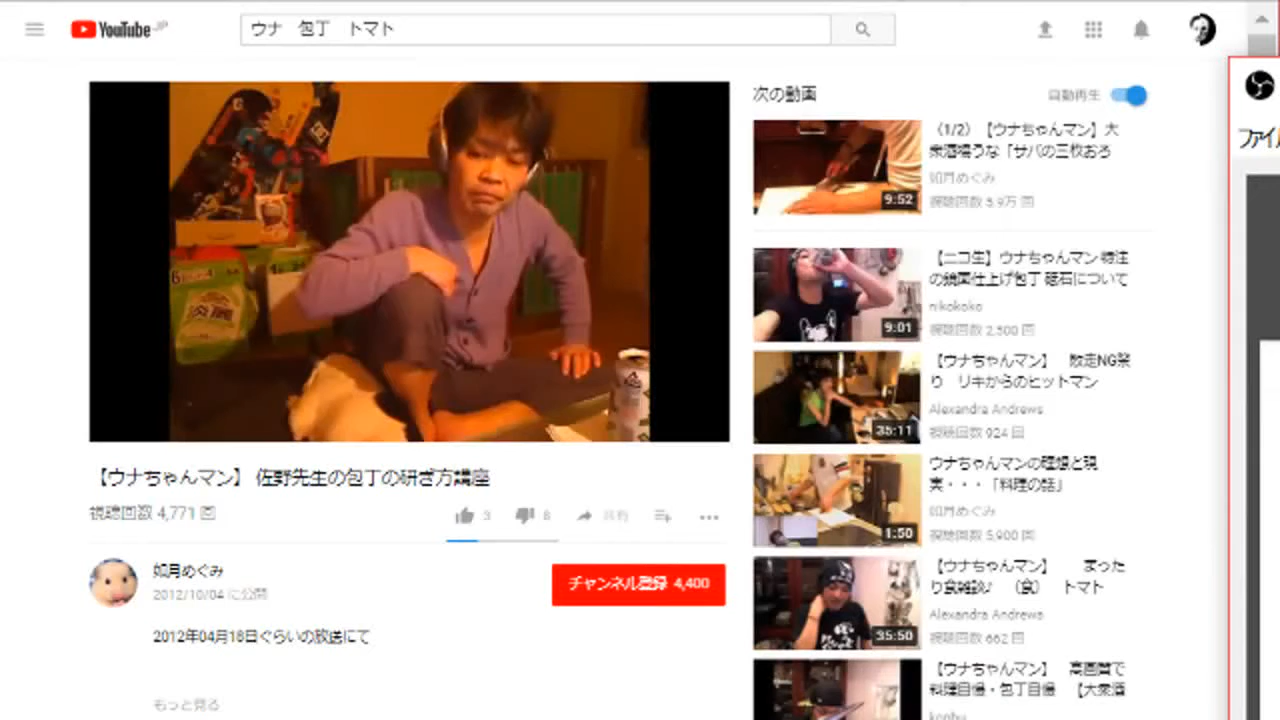 YouTube JP
ウナ 包丁 トマト
次の動画
自動再生
ファイル
（1/2）【ウナちゃんマン】大
衆酒場うな「サバの三枚おろ
如月めぐみ
視聴回数 5.9万 回
9:52
【ニコ生】ウナちゃんマン 特注
の鏡面仕上げ包丁 砥石について
nikokoko
視聴回数 2,500 回
9:01
【ウナちゃんマン】 敗走NG祭
り リキからのヒットマン
Alexandra Andrews
視聴回数 924 回
35:11
ウナちゃんマンの理想と現
実・・・「料理の話」
如月めぐみ
視聴回数 5,900 回
1:50
【ウナちゃんマン】 まった
り食雑談♪ （食） トマト
Alexandra Andrews
視聴回数 662 回
35:50
【ウナちゃんマン】 高画質で
料理自慢・包丁自慢 【大衆酒
淡麗
【ウナちゃんマン】 佐野先生の包丁の研ぎ方講座
視聴回数 4,771 回
3
8
共有
如月めぐみ
2012/10/04 に公開
チャンネル登録 4,400
2012年04月18日ぐらいの放送にて
もっと見る